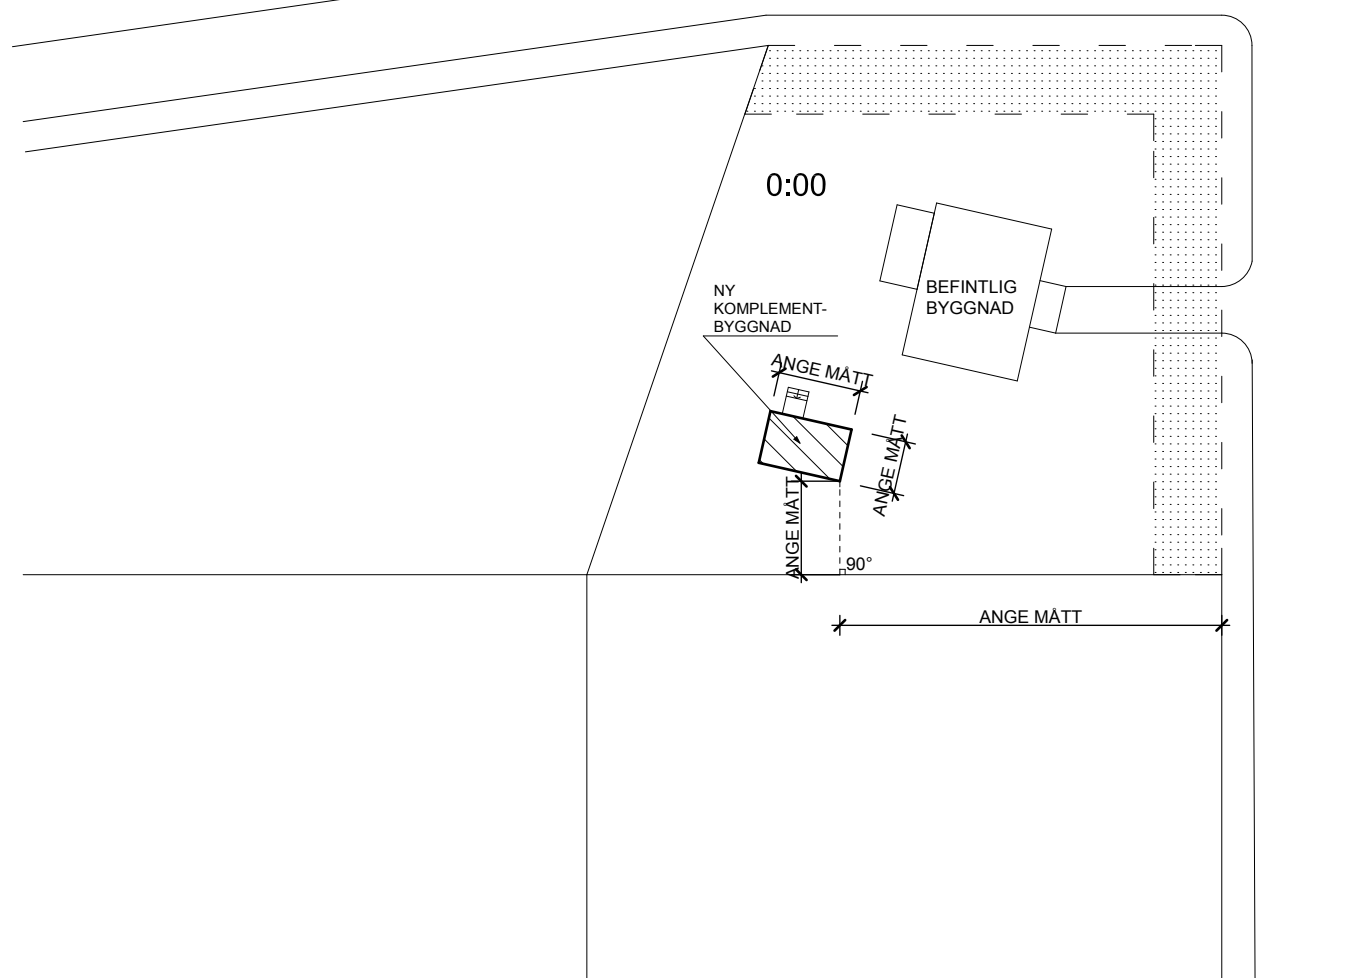 0:00
BEFINTLIG
BYGGNAD
NY
KOMPLEMENT-
BYGGNAD
ANGE MÅTT
ANGE MÅTT
ANGE MÅTT
90°
ANGE MÅTT